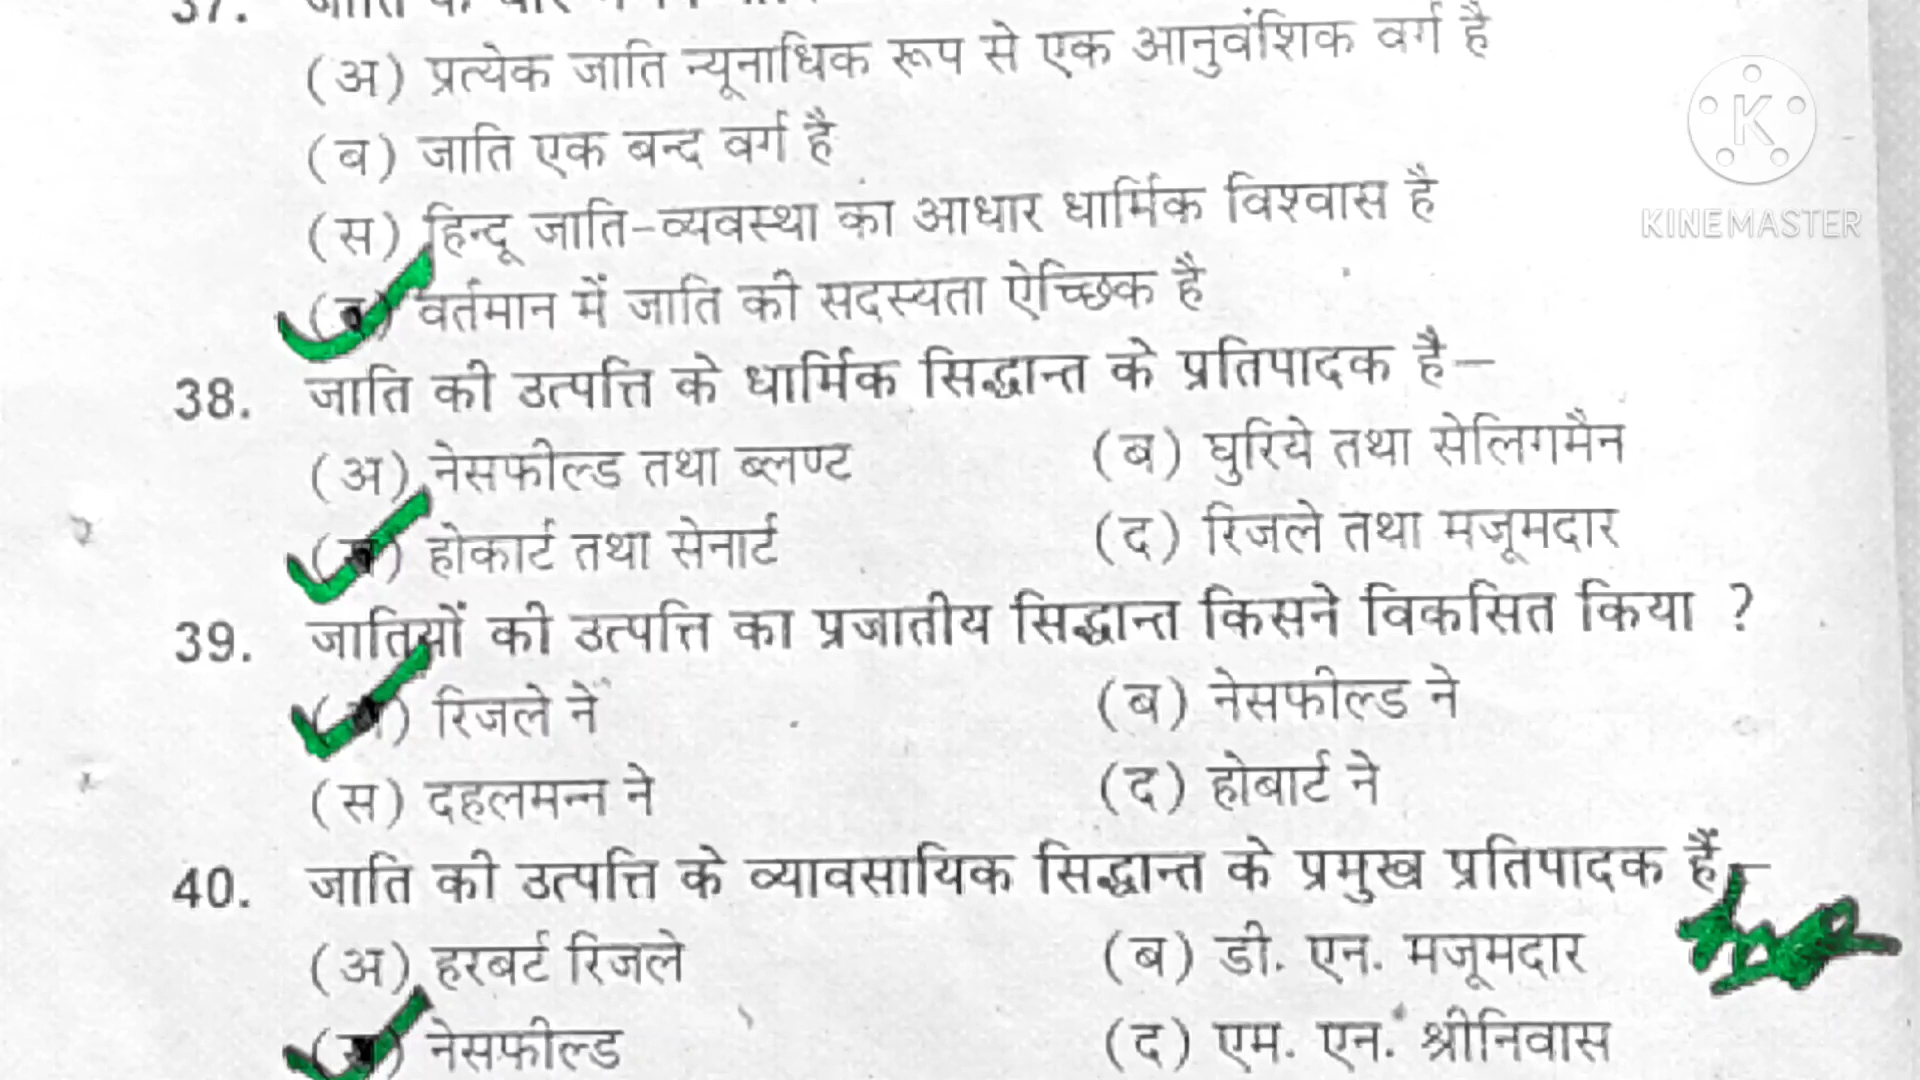 37. जाति के बारे में
(अ) प्रत्येक जाति न्यूनाधिक रूप से एक आनुवंशिक वर्ग है
(ब) जाति एक बन्द वर्ग है
(स) हिन्दू जाति-व्यवस्था का आधार धार्मिक विश्वास है
(द) वर्तमान में जाति की सदस्यता ऐच्छिक है
38. जाति की उत्पत्ति के धार्मिक सिद्धान्त के प्रतिपादक है–
(अ) नेसफील्ड तथा ब्लण्ट (ब) घुरिये तथा सेलिगमैन
(स) होकार्ट तथा सेनार्ट (द) रिजले तथा मजूमदार
39. जातियों की उत्पत्ति का प्रजातीय सिद्धान्त किसने विकसित किया ?
(अ) रिजले ने (ब) नेसफील्ड ने
(स) दहलमन्न ने (द) होबार्ट ने
40. जाति की उत्पत्ति के व्यावसायिक सिद्धान्त के प्रमुख प्रतिपादक हैं–
(अ) हरबर्ट रिजले (ब) डी. एन. मजूमदार
(स) नेसफील्ड (द) एम. एन. श्रीनिवास
K
KINEMASTER